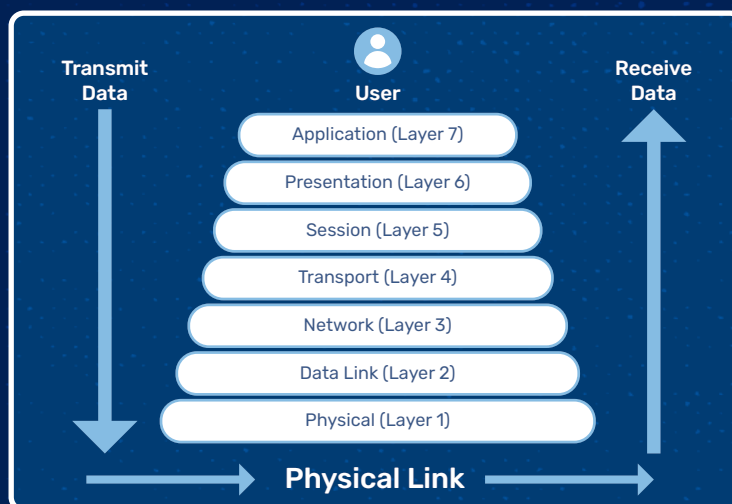 Transmit
Data
User
Receive
Data
Application (Layer 7)
Presentation (Layer 6)
Session (Layer 5)
Transport (Layer 4)
Network (Layer 3)
Data Link (Layer 2)
Physical (Layer 1)
Physical Link